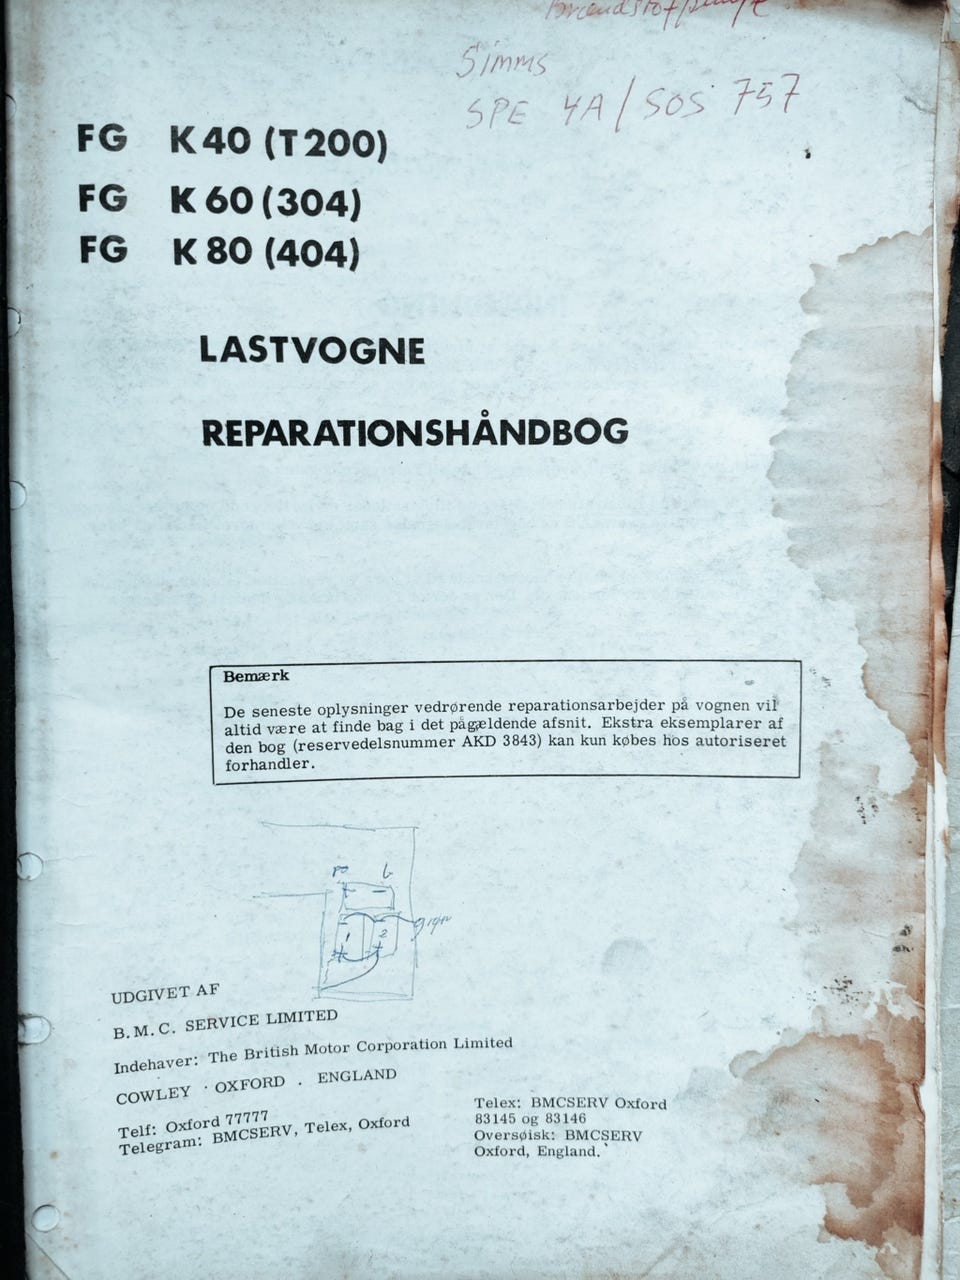 Simms
SPE 4A/SOS 757
FG K40 (T200)
FG K60 (304)
FG K80 (404)
LASTVOGNE
REPARATIONSHÅNDBOG
Bemærk
De seneste oplysninger vedrørende reparationsarbejder på vognen vil
altid være at finde bag i det pågældende afsnit. Ekstra eksemplarer af
den bog (reservedelsnummer AKD 3843) kan kun købes hos autoriseret
forhandler.
1 2
UDGIVET AF
B.M.C. SERVICE LIMITED
Indehaver: The British Motor Corporation Limited
COWLEY · OXFORD . ENGLAND
Telf: Oxford 77777
Telegram: BMCSERV, Telex, Oxford
Telex: BMCSERV Oxford
83145 og 83146
Oversøisk: BMCSERV
Oxford, England.